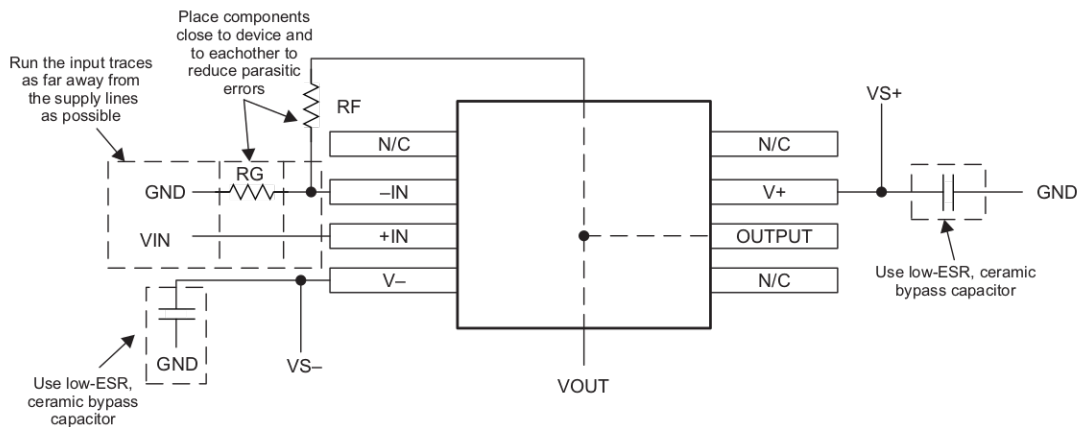 Place components
close to device and
to eachother to
reduce parasitic
errors
Run the input traces
as far away from
the supply lines
as possible
RF
VS+
N/C
N/C
RG
GND
–IN
V+
GND
VIN
+IN
OUTPUT
V–
N/C
Use low-ESR, ceramic
bypass capacitor
GND
VS–
VOUT
Use low-ESR,
ceramic bypass
capacitor